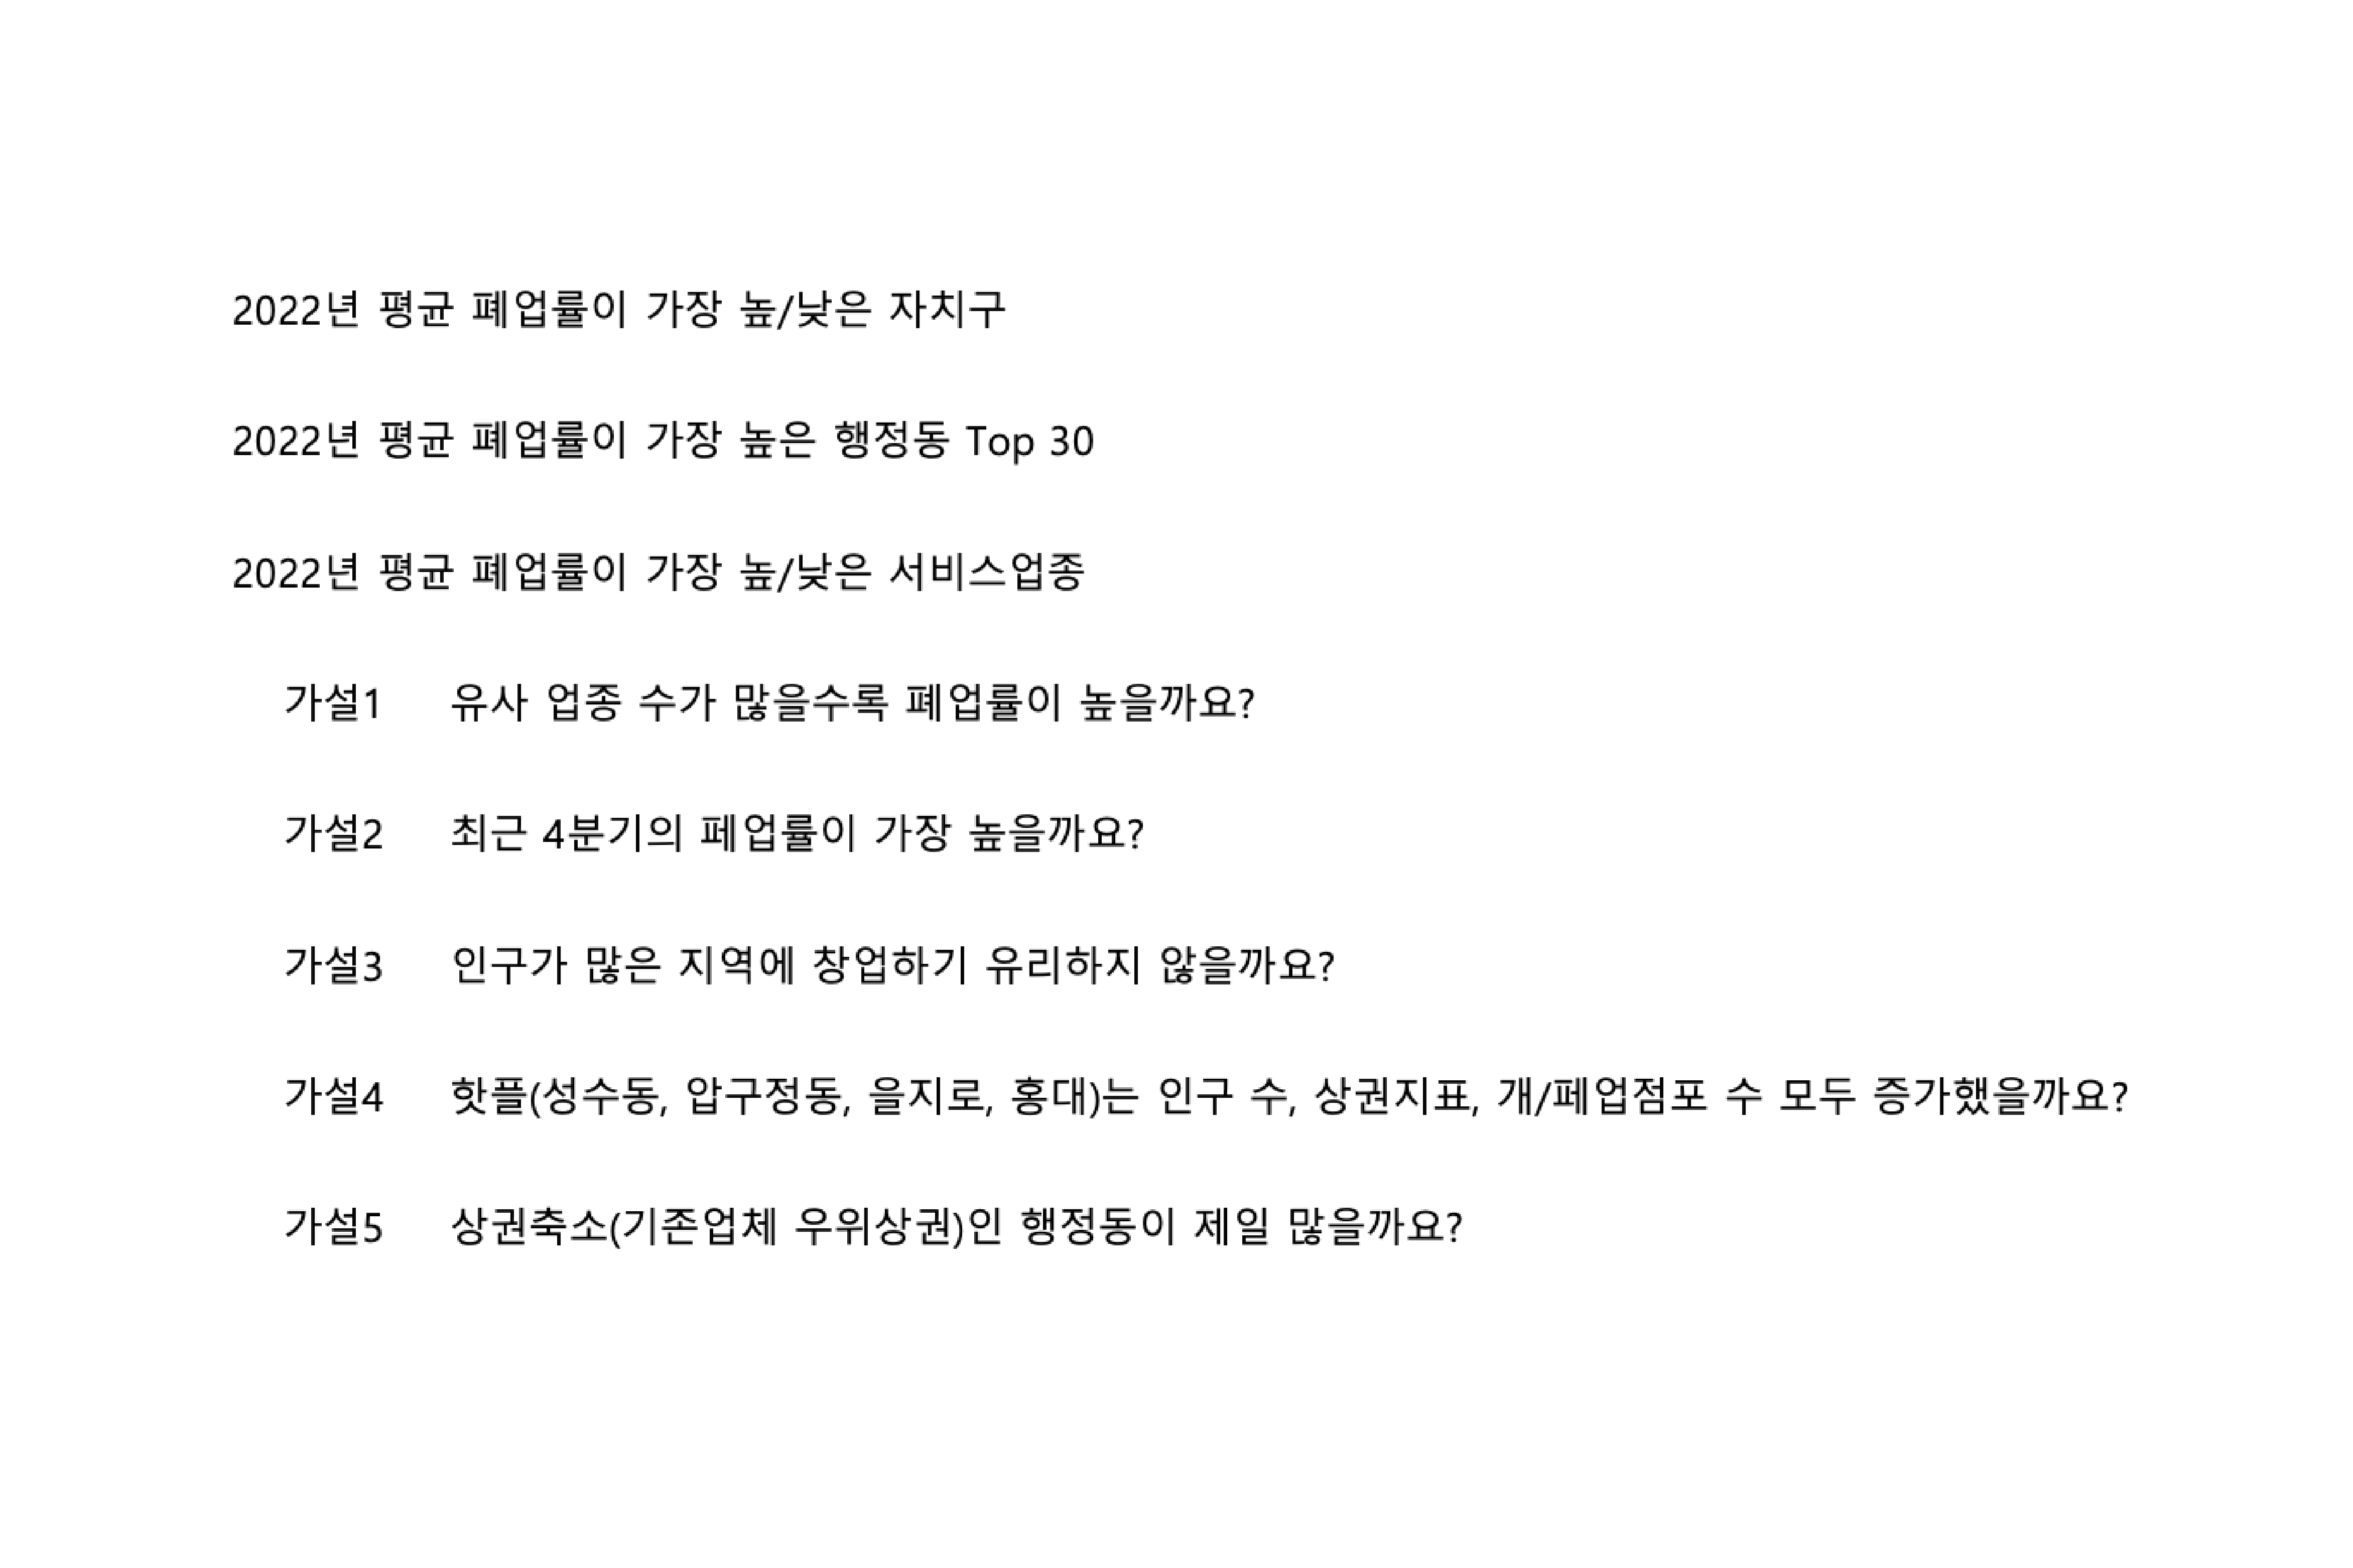 2022년 평균 폐업률이 가장 높/낮은 자치구
2022년 평균 폐업률이 가장 높은 행정동 Top 30
2022년 평균 폐업률이 가장 높/낮은 서비스업종
가설1 유사 업종 수가 많을수록 폐업률이 높을까요?
가설2 최근 4분기의 페업률이 가장 높을까요?
가설3 인구가 많은 지역에 창업하기 유리하지 않을까요?
가설4 핫플(성수동, 압구정동, 을지로, 홍대)는 인구 수, 상권지표, 개/페업점포 수 모두 증가했을까요?
가설5 상권축소(기존업체 우위상권)인 행정동이 제일 많을까요?